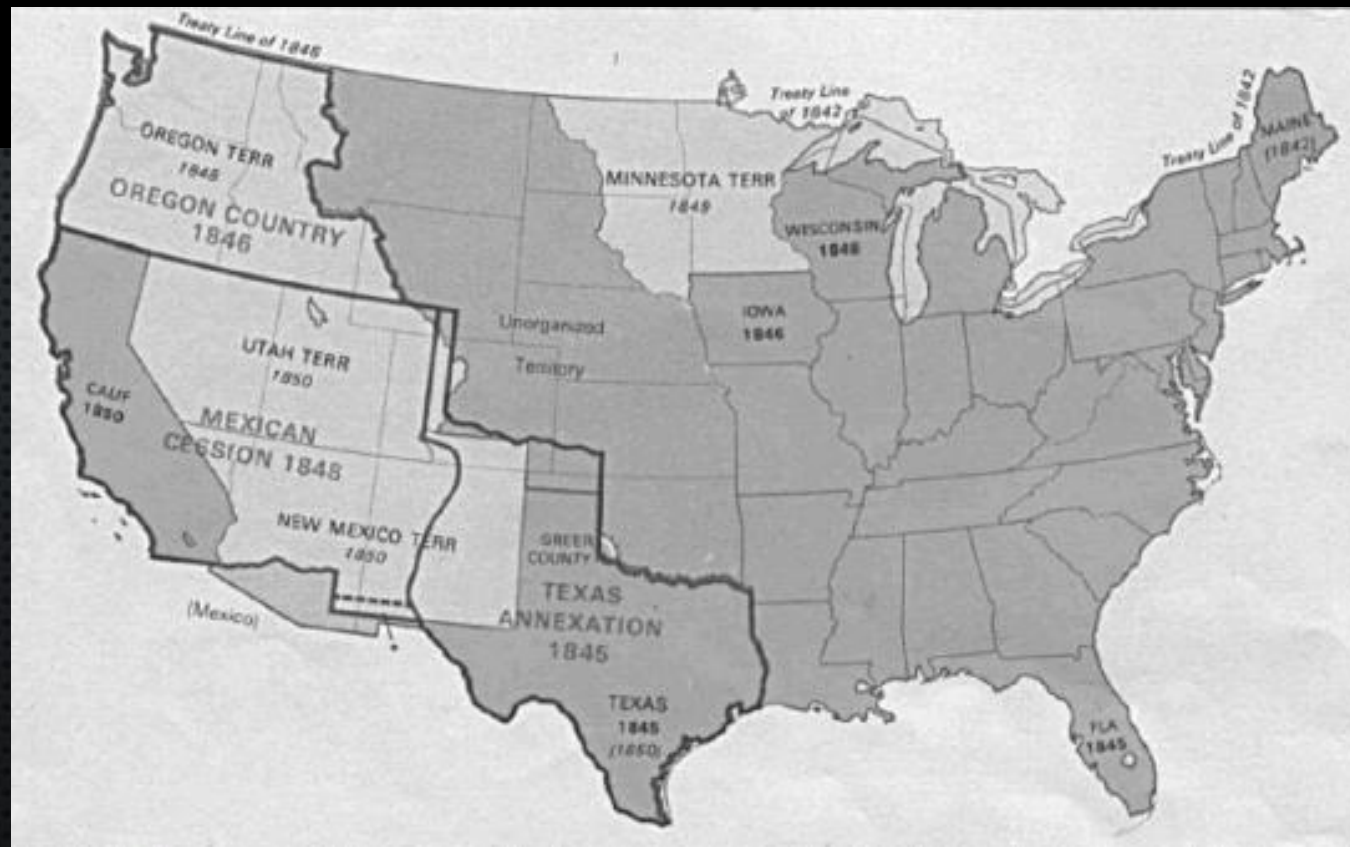 Treaty Line of 1846
Treaty Line
of 1842
Treaty Line of 1842
MAINE
(1842)
OREGON TERR
1848
OREGON COUNTRY
1846
MINNESOTA TERR
1849
WISCONSIN
1848
IOWA
1846
Unorganized
Territory
UTAH TERR
1850
CALIF
1850
MEXICAN
CESSION 1848
NEW MEXICO TERR
1850
GREER
COUNTY
(Mexico)
TEXAS
ANNEXATION
1845
TEXAS
1845
(1850)
FLA
1845